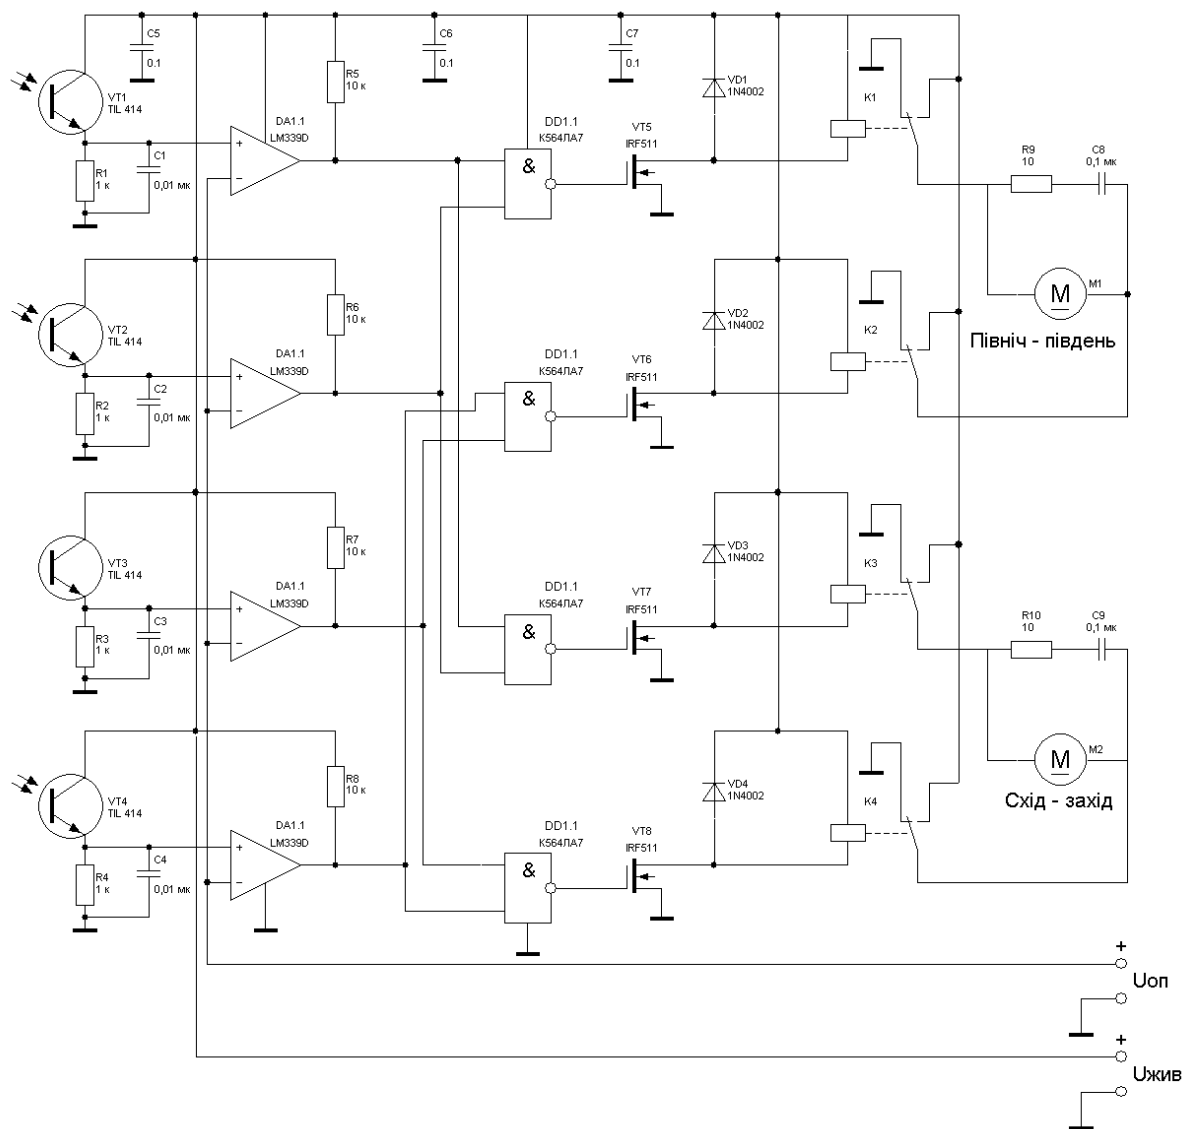 C5
0.1
C6
0.1
C7
0.1
VT1
TIL 414
R1
1 к
C1
0,01 мк
+
−
DA1.1
LM339D
R5
10 к
DD1.1
К564ЛА7
&
VT5
IRF511
VD1
1N4002
K1
R9
10
C8
0,1 мк
M
M1
Північ - південь
VT2
TIL 414
R2
1 к
C2
0,01 мк
+
−
DA1.1
LM339D
R6
10 к
DD1.1
К564ЛА7
&
VT6
IRF511
VD2
1N4002
K2
VT3
TIL 414
R3
1 к
C3
0,01 мк
+
−
DA1.1
LM339D
R7
10 к
DD1.1
К564ЛА7
&
VT7
IRF511
VD3
1N4002
K3
R10
10
C9
0,1 мк
M
M2
Схід - захід
VT4
TIL 414
R4
1 к
C4
0,01 мк
+
−
DA1.1
LM339D
R8
10 к
DD1.1
К564ЛА7
&
VT8
IRF511
VD4
1N4002
K4
+
Uоп
+
Uжив